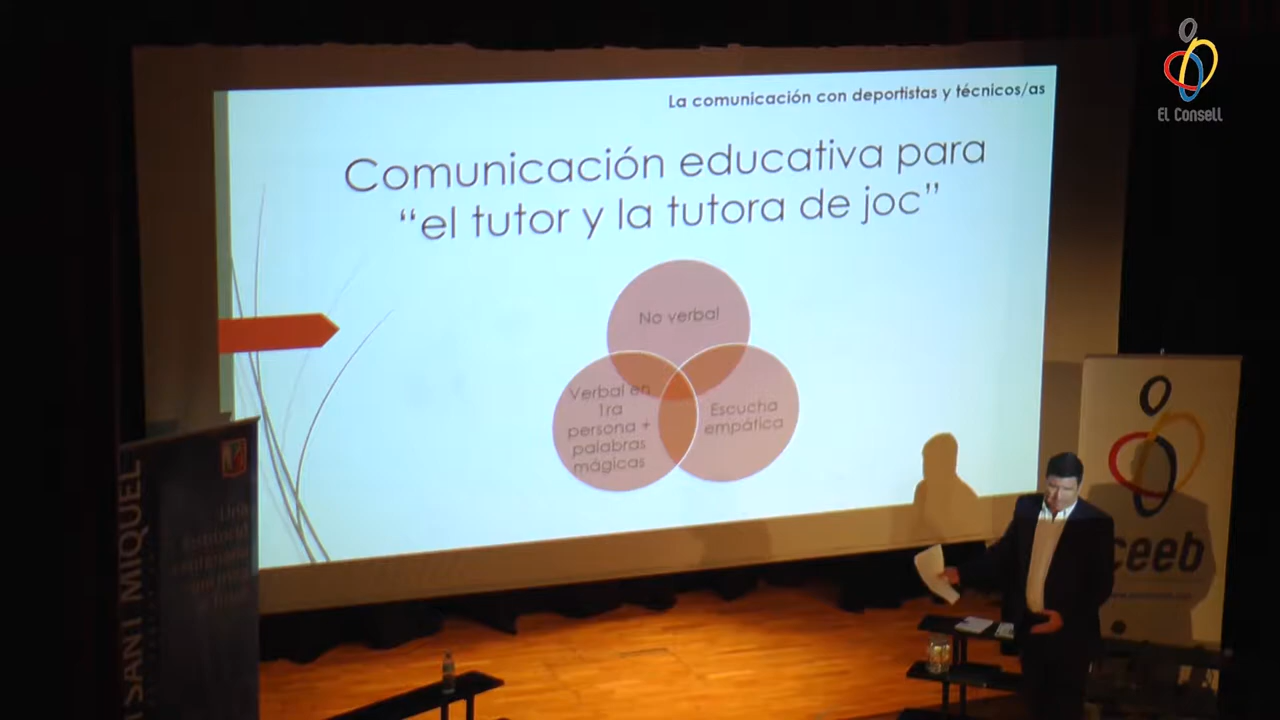 El Consell
La comunicación con deportistas y técnicos/as
Comunicación educativa para
“el tutor y la tutora de joc”
No verbal
Verbal en
1ra
persona +
palabras
mágicas
Escucha
empática
SANT MIQUEL
ceeb